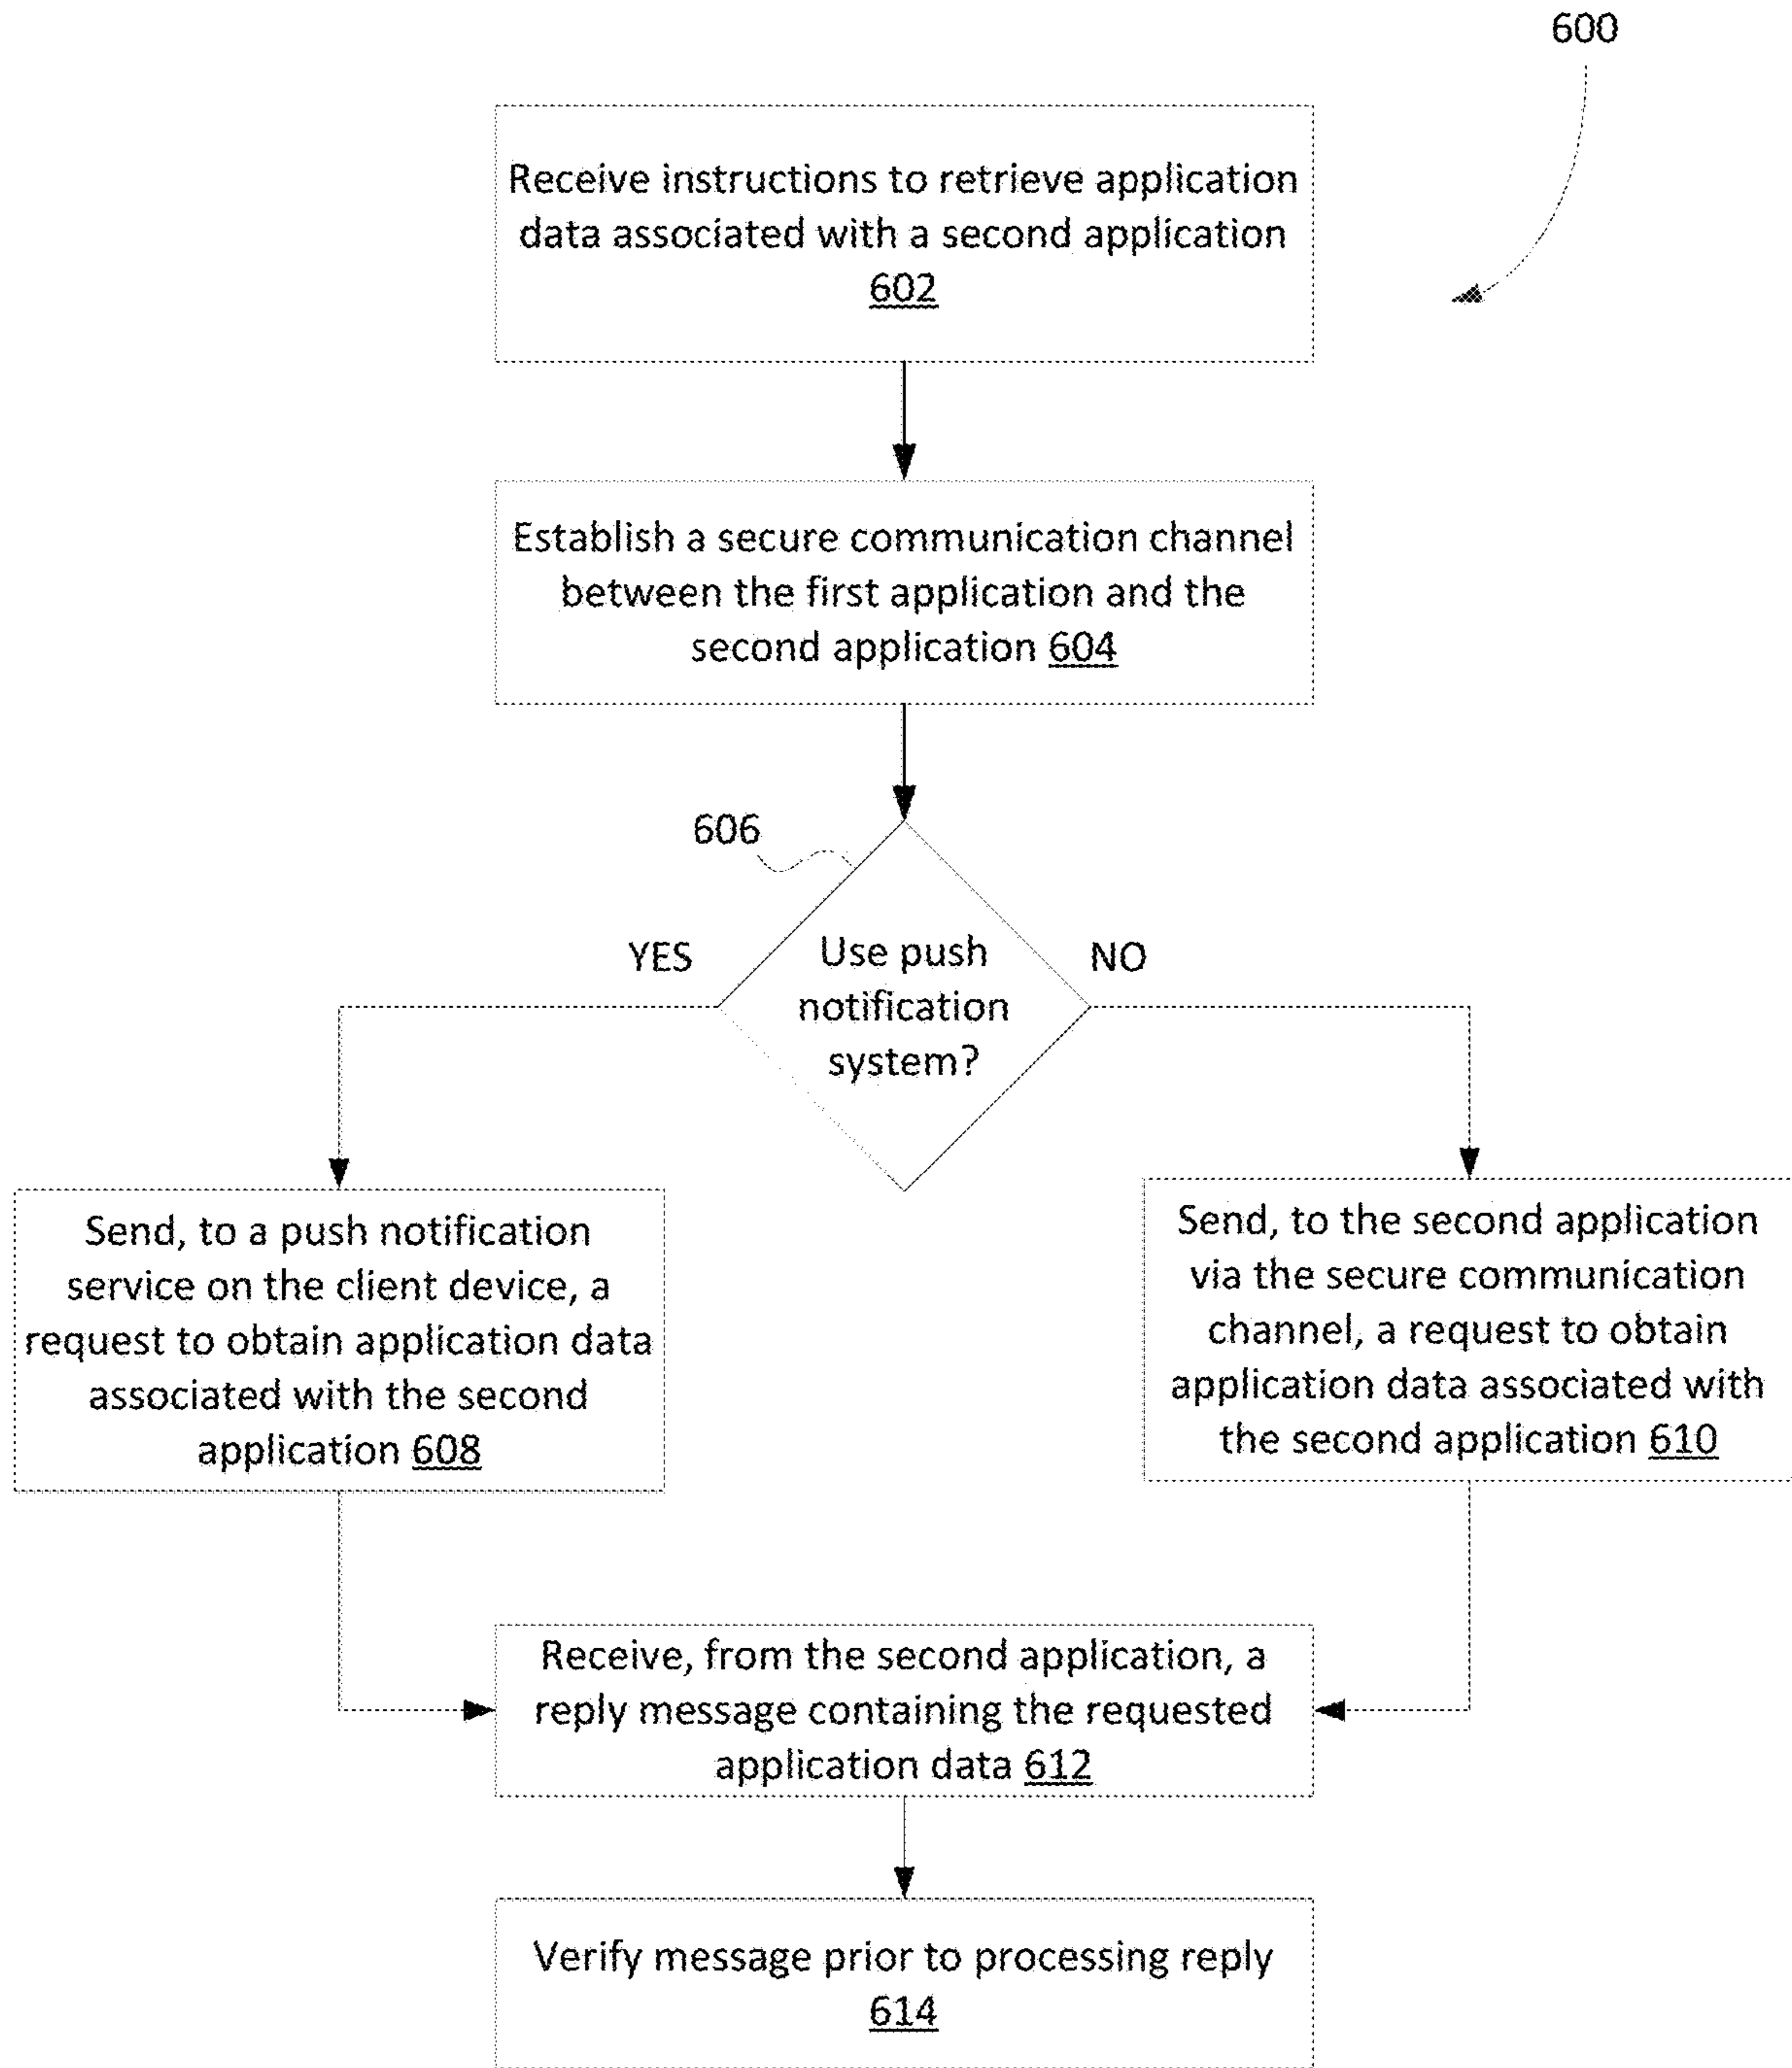 600
Receive instructions to retrieve application
data associated with a second application
602
Establish a secure communication channel
between the first application and the
second application 604
606
YES
Use push
notification
system?
NO
Send, to a push notification
service on the client device, a
request to obtain application data
associated with the second
application 608
Send, to the second application
via the secure communication
channel, a request to obtain
application data associated with
the second application 610
Receive, from the second application, a
reply message containing the requested
application data 612
Verify message prior to processing reply
614